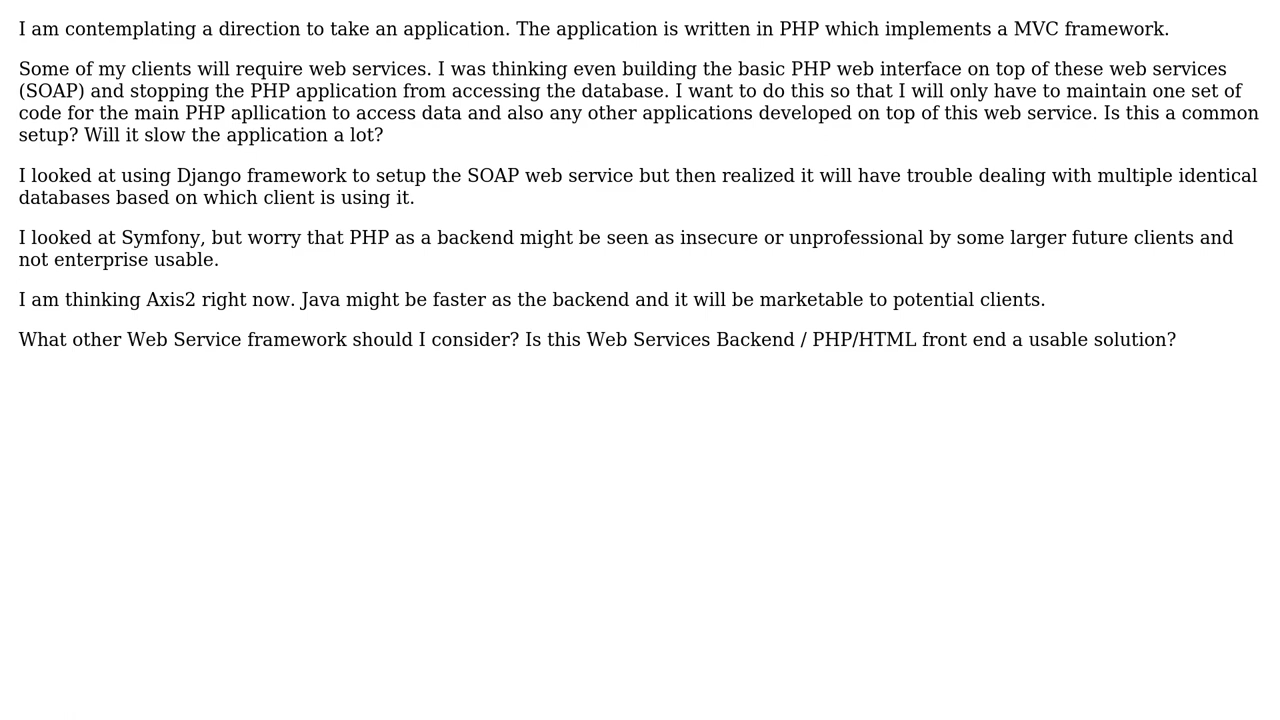 I am contemplating a direction to take an application. The application is written in PHP which implements a MVC framework.
Some of my clients will require web services. I was thinking even building the basic PHP web interface on top of these web services
(SOAP) and stopping the PHP application from accessing the database. I want to do this so that I will only have to maintain one set of
code for the main PHP apllication to access data and also any other applications developed on top of this web service. Is this a common
setup? Will it slow the application a lot?
I looked at using Django framework to setup the SOAP web service but then realized it will have trouble dealing with multiple identical
databases based on which client is using it.
I looked at Symfony, but worry that PHP as a backend might be seen as insecure or unprofessional by some larger future clients and
not enterprise usable.
I am thinking Axis2 right now. Java might be faster as the backend and it will be marketable to potential clients.
What other Web Service framework should I consider? Is this Web Services Backend / PHP/HTML front end a usable solution?